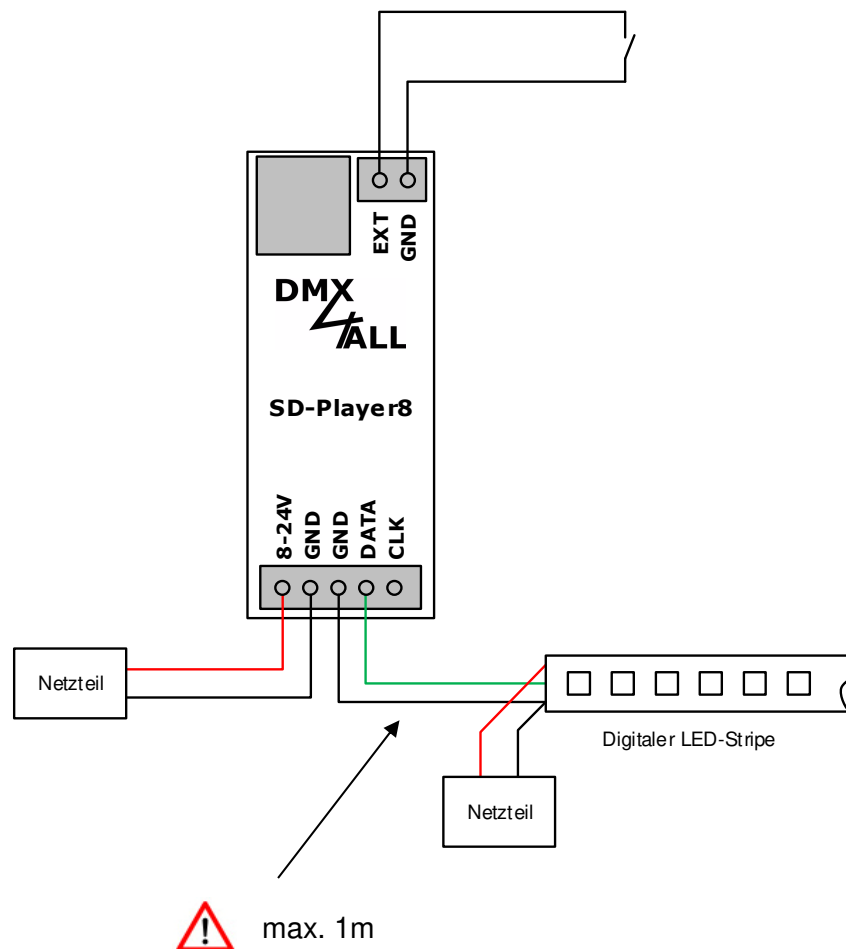 EXT
GND
DMX
4
ALL
SD-Player8
8-24V
GND
GND
DATA
CLK
Netzteil
Digitaler LED-Stripe
Netzteil
max. 1m